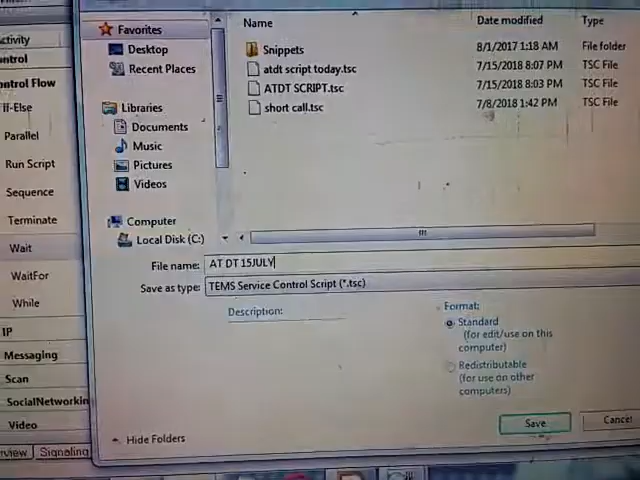 ctivity
ontrol
ontrol Flow
If-Else
Parallel
Run Script
Sequence
Terminate
Wait
WaitFor
While
IP
Messaging
Scan
SocialNetworkin
Video
rview
Signaling
Favorites
Desktop
Recent Places
Libraries
Documents
Music
Pictures
Videos
Computer
Local Disk (C:)
Name Date modified Type
Snippets 8/1/2017 1:18 AM File folder
atdt script today.tsc 7/15/2018 8:07 PM TSC File
ATDT SCRIPT.tsc 7/15/2018 8:03 PM TSC File
short call.tsc 7/8/2018 1:42 PM TSC File
File name: AT DT 15JULY
Save as type: TEMS Service Control Script (*.tsc)
Description:
Format:
Standard
(for edit/use on this
computer)
Redistributable
(for use on other
computers)
Hide Folders
Save
Cancel